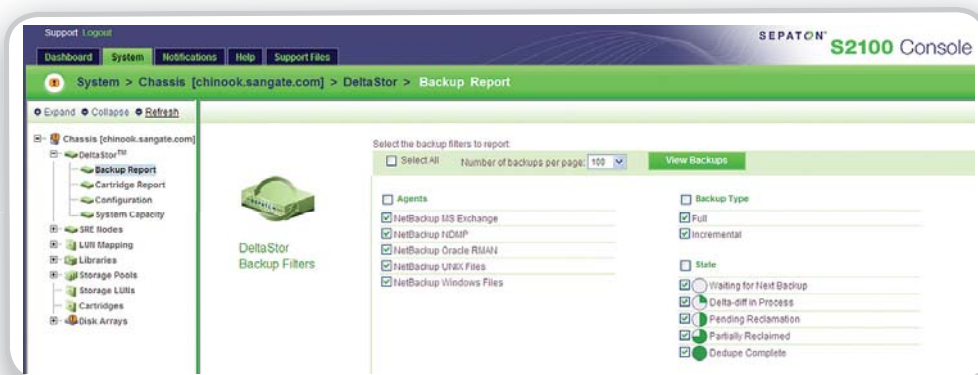 Support Logout
SEPATON
S2100 Console
Dashboard System Notifications Help Support Files
System > Chassis [chinook.sangate.com] > DeltaStor > Backup Report
Expand Collapse Refresh
Chassis [chinook.sangate.com]
DeltaStor™
Backup Report
Cartridge Report
Configuration
System Capacity
SRE Nodes
LUN Mapping
Libraries
Storage Pools
Storage LUNs
Cartridges
Disk Arrays
DeltaStor
Backup Filters
Select the backup filters to report:
Select All Number of backups per page: 100 View Backups
Agents
NetBackup MS Exchange
NetBackup NDMP
NetBackup Oracle RMAN
NetBackup UNIX Files
NetBackup Windows Files
Backup Type
Full
Incremental
State
Waiting for Next Backup
Delta-diff in Process
Pending Reclamation
Partially Reclaimed
Dedupe Complete